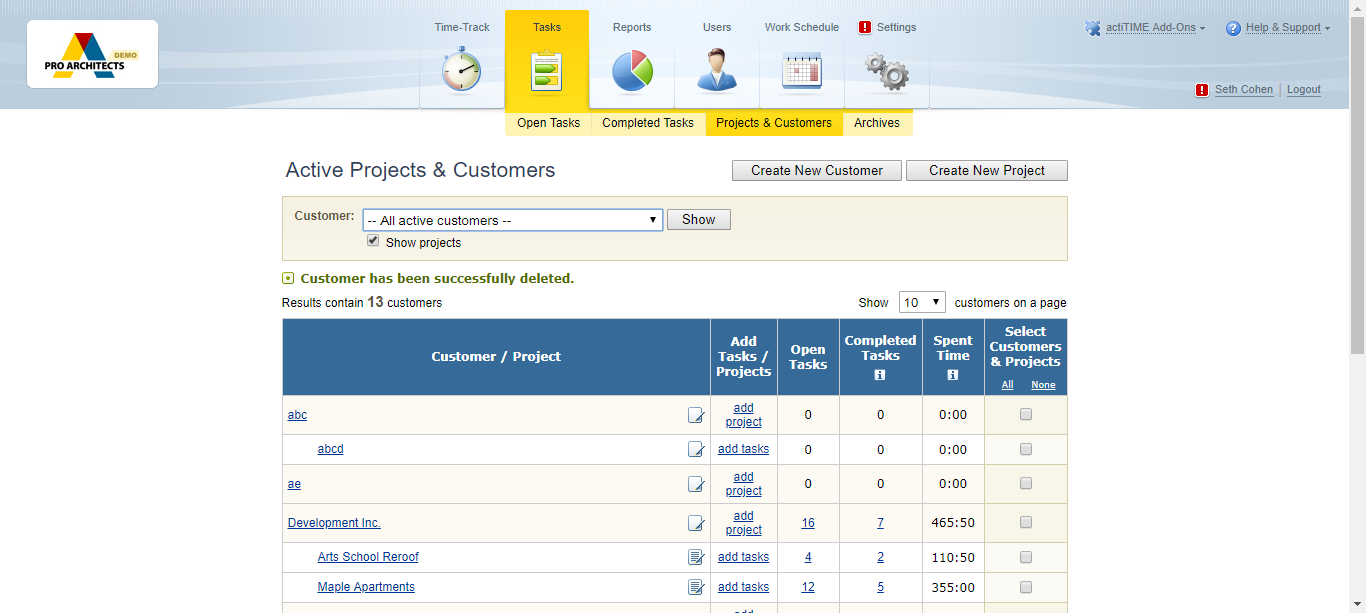 PRO ARCHITECTS DEMO
Time-Track
Tasks
Reports
Users
Work Schedule
Settings
actiTIME Add-Ons
Help & Support
Seth Cohen
Logout
Open Tasks
Completed Tasks
Projects & Customers
Archives
Active Projects & Customers
Create New Customer
Create New Project
Customer:
-- All active customers --
Show
Show projects
Customer has been successfully deleted.
Results contain 13 customers
Show 10 customers on a page
Customer / Project
Add
Tasks /
Projects
Open
Tasks
Completed
Tasks
Spent
Time
Select
Customers
& Projects
All None
abc
add
project
0
0
0:00
abcd
add tasks
0
0
0:00
ae
add
project
0
0
0:00
Development Inc.
add
project
16
7
465:50
Arts School Reroof
add tasks
4
2
110:50
Maple Apartments
add tasks
12
5
355:00
add